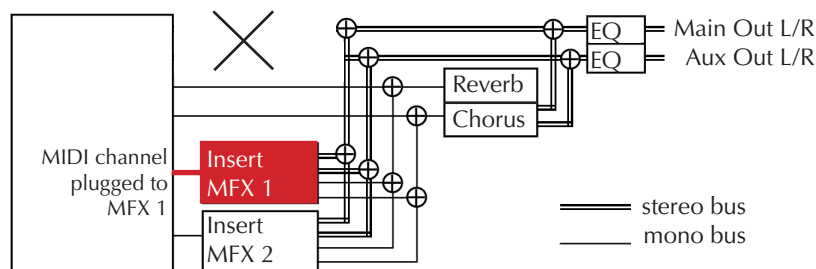 EQ
Main Out L/R
EQ
Aux Out L/R
Reverb
Chorus
MIDI channel
plugged to
MFX 1
Insert
MFX 1
Insert
MFX 2
stereo bus
mono bus